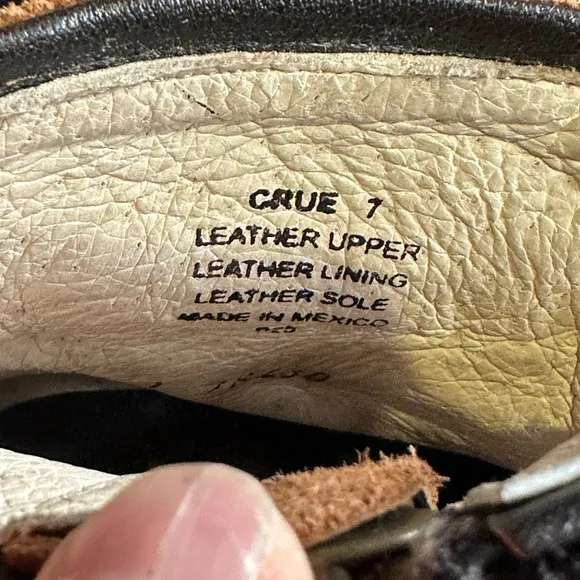 CRUE 7
LEATHER UPPER
LEATHER LINING
LEATHER SOLE
MADE IN MEXICO